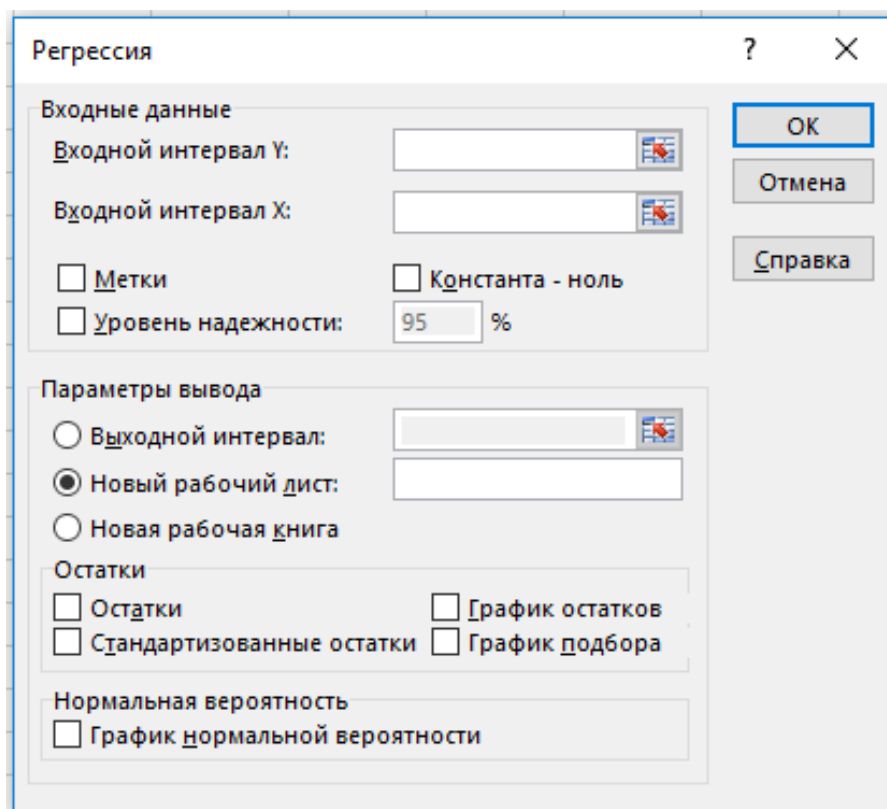 Регрессия
?
Входные данные
Входной интервал Y:
Входной интервал X:
Метки
Константа - ноль
Уровень надежности:
95 %
Параметры вывода
Выходной интервал:
Новый рабочий лист:
Новая рабочая книга
Остатки
Остатки
График остатков
Стандартизованные остатки
График подбора
Нормальная вероятность
График нормальной вероятности
ОК
Отмена
Справка